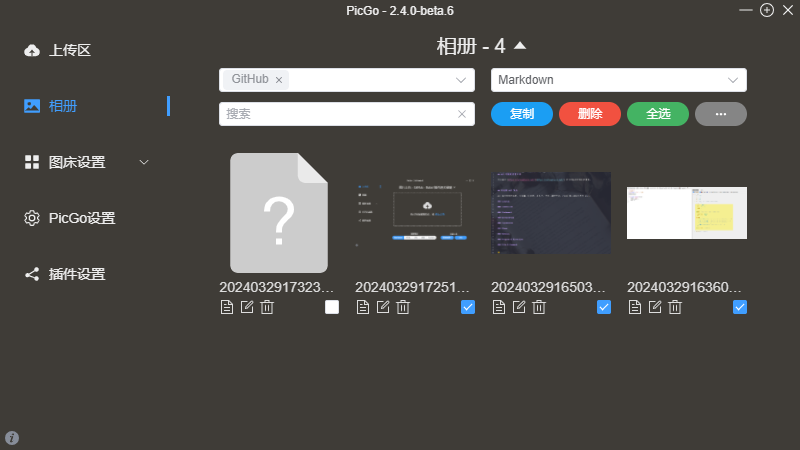 PicGo - 2.4.0-beta.6
上传区
相册
图床设置
PicGo设置
插件设置
相册 - 4
GitHub
Markdown
搜索
复制
删除
全选
...
2024032917323...
2024032917251...
2024032916503...
2024032916360...